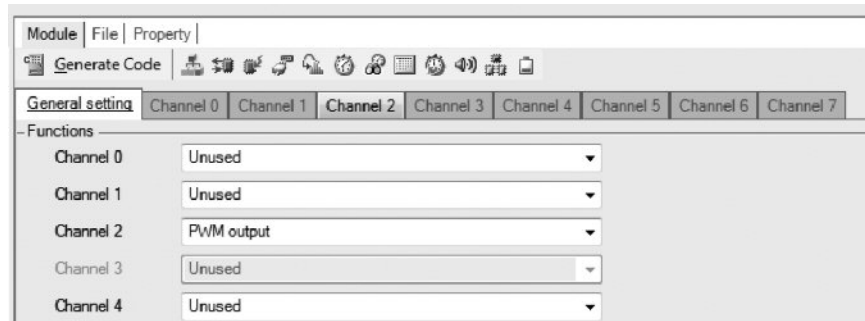 Module File Property
Generate Code
General setting Channel 0 Channel 1 Channel 2 Channel 3 Channel 4 Channel 5 Channel 6 Channel 7
Functions
Channel 0 Unused
Channel 1 Unused
Channel 2 PWM output
Channel 3 Unused
Channel 4 Unused